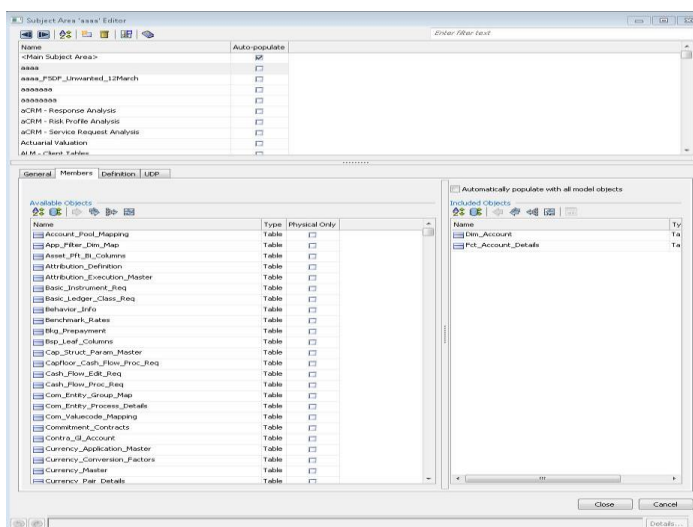 Subject Area 'aaaa' Editor
Enter filter text
Name Auto-populate
<Main Subject Area>
aaaa
aaaa_FSDF_Unwanted_12March
aaaaaaa
aaaaaaaa
aCRM - Response Analysis
aCRM - Risk Profile Analysis
aCRM - Service Request Analysis
Actuarial Valuation
ALM - Client Tables
General Members Definition UDP
Automatically populate with all model objects
Available Objects
Included Objects
Name Type Physical Only
Name Ty
Account_Pool_Mapping Table
Dim_Account Ta
App_Filter_Dim_Map Table
Fct_Account_Details Ta
Asset_Pft_BI_Columns Table
Attribution_Definition Table
Attribution_Execution_Master Table
Basic_Instrument_Req Table
Basic_Ledger_Class_Req Table
Behavior_Info Table
Benchmark_Rates Table
Bkg_Prepayment Table
Bsp_Leaf_Columns Table
Cap_Struct_Param_Master Table
Capfloor_Cash_Flow_Proc_Req Table
Cash_Flow_Edit_Req Table
Cash_Flow_Proc_Req Table
Com_Entity_Group_Map Table
Com_Entity_Process_Details Table
Com_Valuecode_Mapping Table
Commitment_Contracts Table
Contra_Gl_Account Table
Currency_Application_Master Table
Currency_Conversion_Factors Table
Currency_Master Table
Currency_Pair_Details Table
Close Cancel
Details...